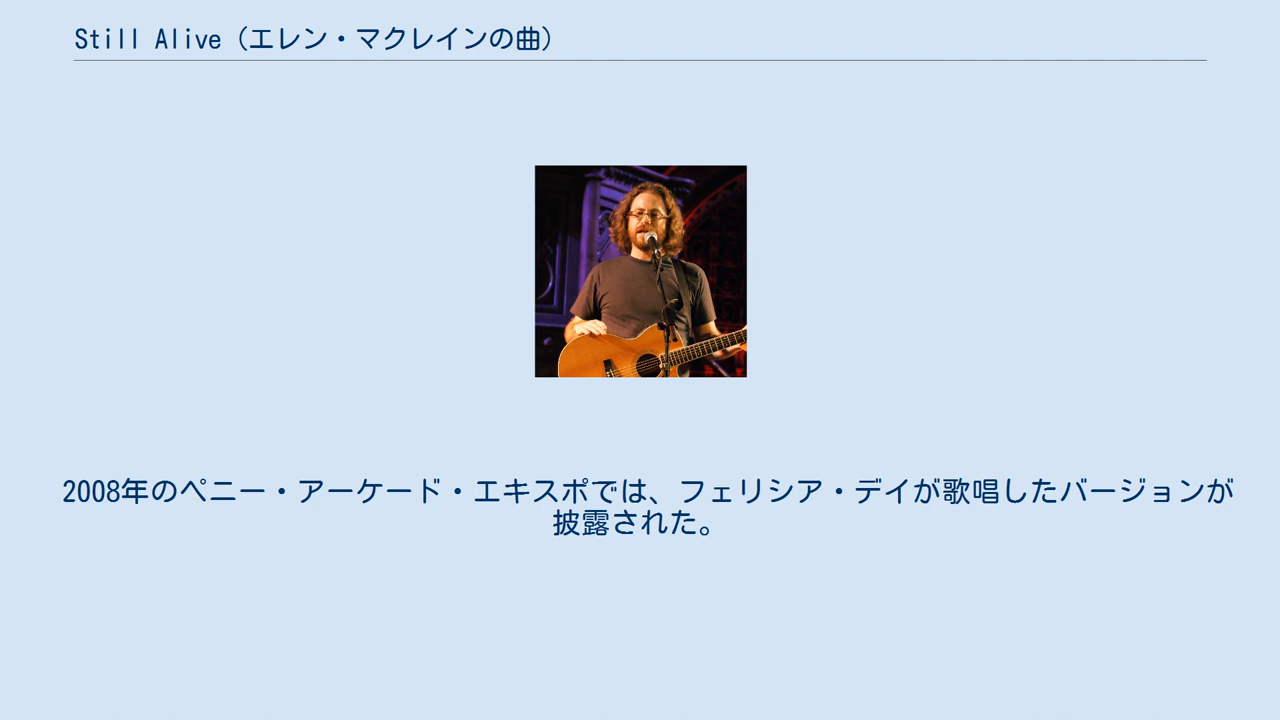 Still Alive（エレン・マクレインの曲）
2008年のペニー・アーケード・エキスポでは、フェリシア・デイが歌唱したバージョンが
披露された。